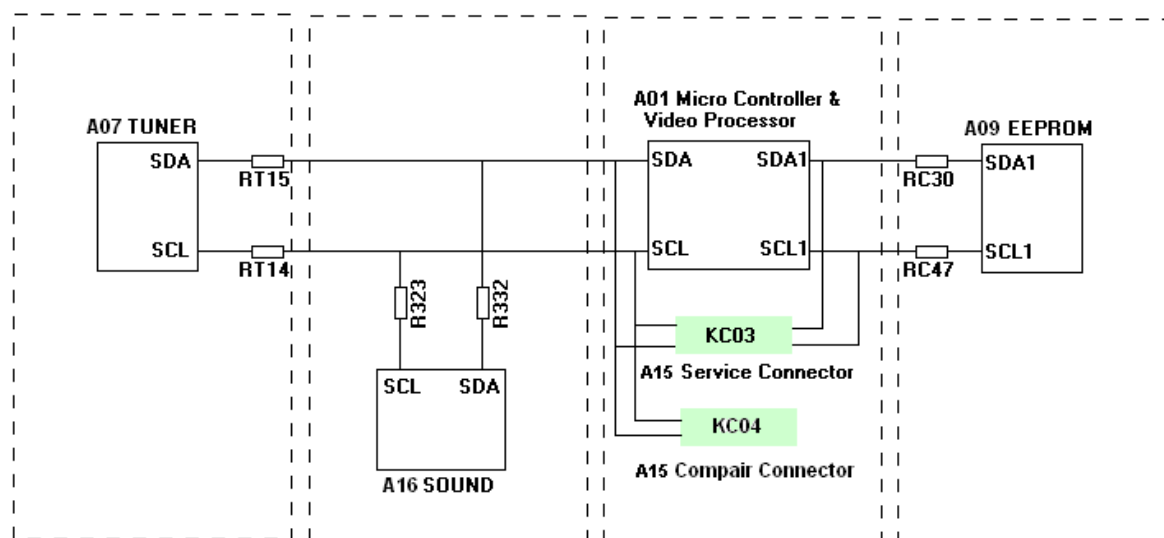 A01 Micro Controller &
Video Processor
A07 TUNER
A09 EEPROM
SDA
RT15
SDA
SDA1
RC30
SDA1
SCL
RT14
SCL
SCL1
RC47
SCL1
R323
R332
KC03
A15 Service Connector
SCL
SDA
KC04
A15 Compair Connector
A16 SOUND